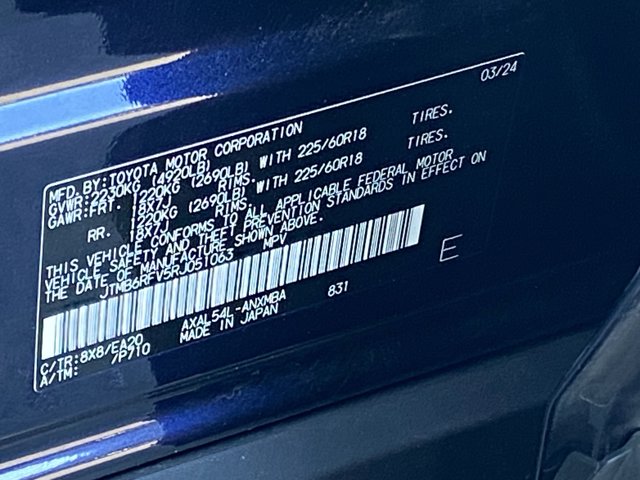 03/24
MFD. BY: TOYOTA MOTOR CORPORATION
GVWR: 2230KG (4920LB)
GAWR: FRT. 1220KG (2690LB) WITH 225/60R18 TIRES.
18X7J RIMS.
RR. 1220KG (2690LB) WITH 225/60R18 TIRES.
18X7J RIMS.
THIS VEHICLE CONFORMS TO ALL APPLICABLE FEDERAL MOTOR
VEHICLE SAFETY AND THEFT PREVENTION STANDARDS IN EFFECT ON
THE DATE OF MANUFACTURE SHOWN ABOVE.
JTMB6RFV5RJ051063 MPV
E
C/TR: 8X8/EA20 AXAL54L-ANXMBA 831
A/TM: /P710 MADE IN JAPAN